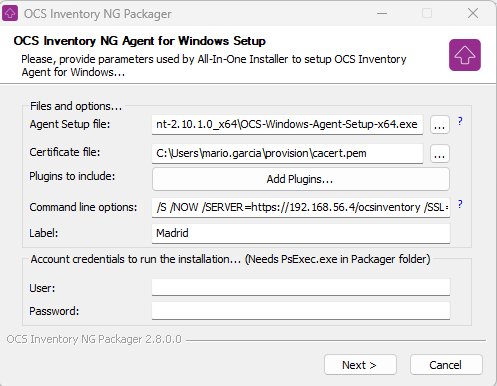 OCS Inventory NG Packager
OCS Inventory NG Agent for Windows Setup
Please, provide parameters used by All-In-One Installer to setup OCS Inventory
Agent for Windows...
Files and options...
Agent Setup file: nt-2.10.1.0_x64\OCS-Windows-Agent-Setup-x64.exe ... ?
Certificate file: C:\Users\mario.garcia\provision\cacert.pem ...
Plugins to include: Add Plugins...
Command line options: /S /NOW /SERVER=https://192.168.56.4/ocsinventory /SSL= ?
Label: Madrid
Account credentials to run the installation... (Needs PsExec.exe in Packager folder)
User:
Password:
OCS Inventory NG Packager 2.8.0.0
Next > Cancel